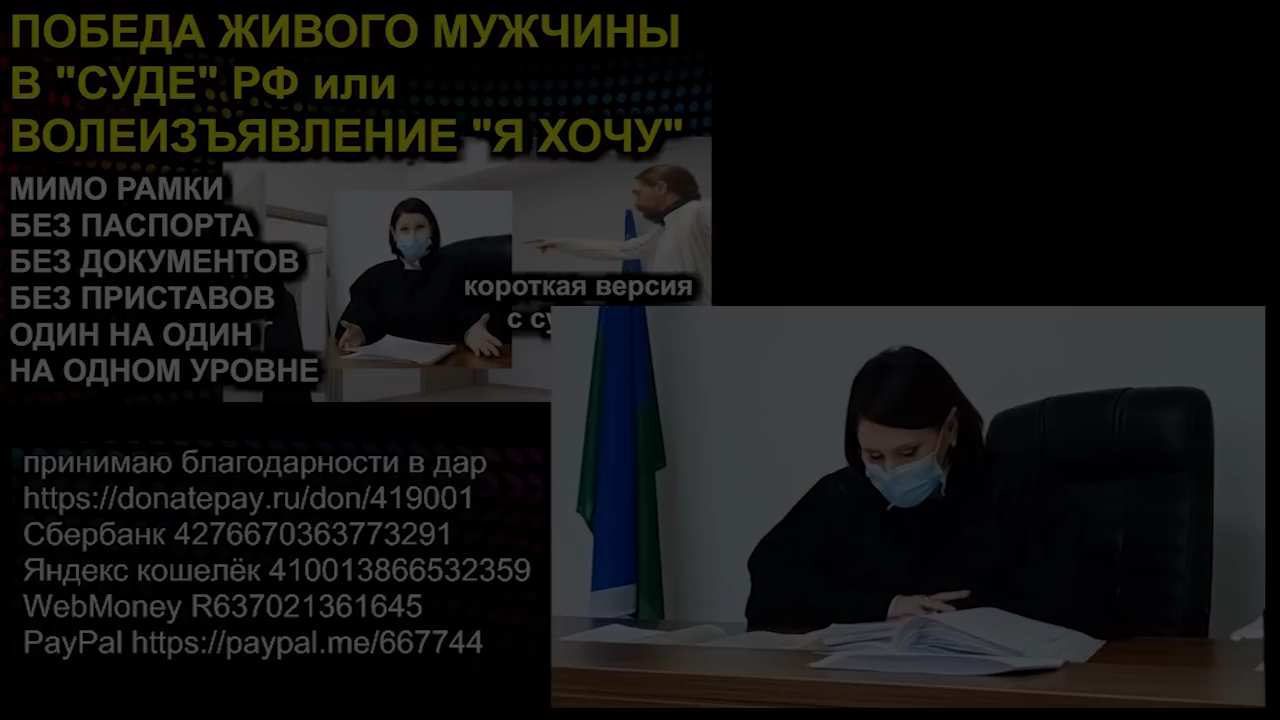 ПОБЕДА ЖИВОГО МУЖЧИНЫ
В "СУДЕ" РФ или
ВОЛЕИЗЪЯВЛЕНИЕ "Я ХОЧУ"
МИМО РАМКИ
БЕЗ ПАСПОРТА
БЕЗ ДОКУМЕНТОВ
БЕЗ ПРИСТАВОВ
ОДИН НА ОДИН
НА ОДНОМ УРОВНЕ
короткая версия
с
принимаю благодарности в дар
https://donatepay.ru/don/419001
Сбербанк 4276670363773291
Яндекс кошелёк 410013866532359
WebMoney R637021361645
PayPal https://paypal.me/667744